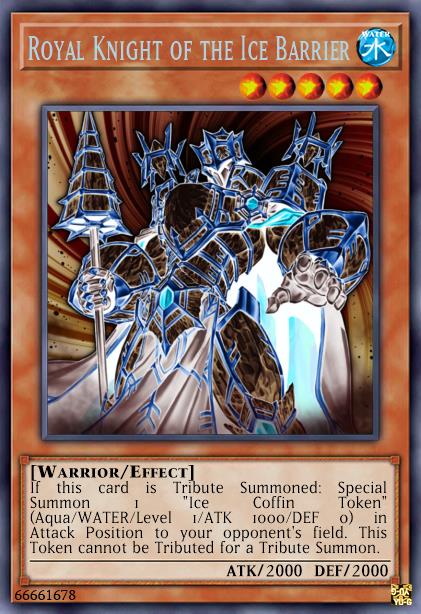 Royal Knight of the Ice Barrier
WATER
水
[Warrior/Effect]
If this card is Tribute Summoned: Special
Summon 1 "Ice Coffin Token"
(Aqua/WATER/Level 1/ATK 1000/DEF 0) in
Attack Position to your opponent's field. This
Token cannot be Tributed for a Tribute Summon.
ATK/2000 DEF/2000
66661678